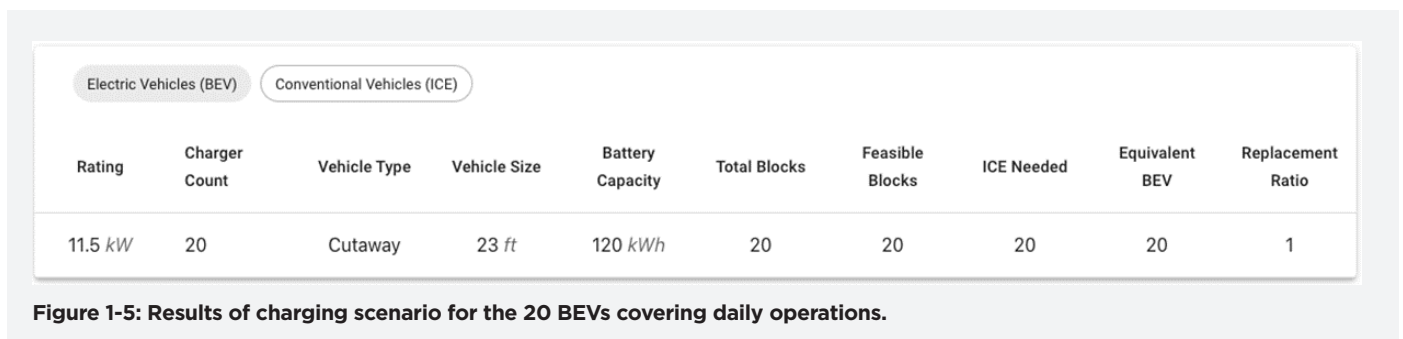 Electric Vehicles (BEV) Conventional Vehicles (ICE)
Rating Charger Count Vehicle Type Vehicle Size Battery Capacity Total Blocks Feasible Blocks ICE Needed Equivalent BEV Replacement Ratio
11.5 kW 20 Cutaway 23 ft 120 kWh 20 20 20 20 1
Figure 1-5: Results of charging scenario for the 20 BEVs covering daily operations.